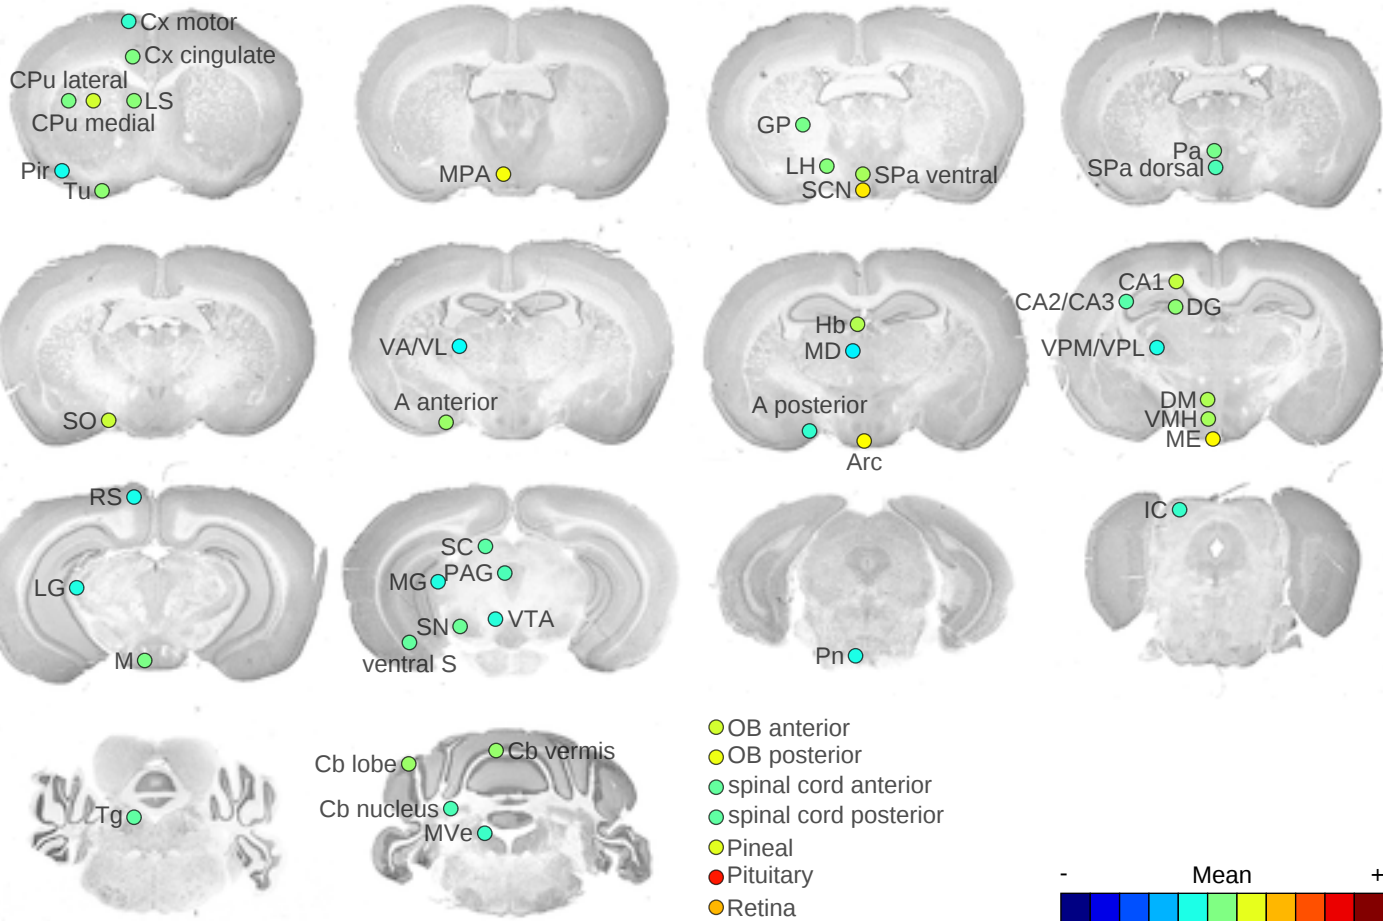 Cx motor
Cx cingulate
CPu lateral
LS
CPu medial
Pir
Tu
MPA
GP
LH
SPa ventral
SCN
Pa
SPa dorsal
SO
VA/VL
A anterior
Hb
MD
A posterior
Arc
CA1
CA2/CA3
DG
VPM/VPL
DM
VMH
ME
RS
LG
M
SC
PAG
MG
VTA
SN
ventral S
Pn
IC
Tg
Cb lobe
Cb vermis
Cb nucleus
MVe
OB anterior
OB posterior
spinal cord anterior
spinal cord posterior
Pineal
Pituitary
Retina
- Mean +